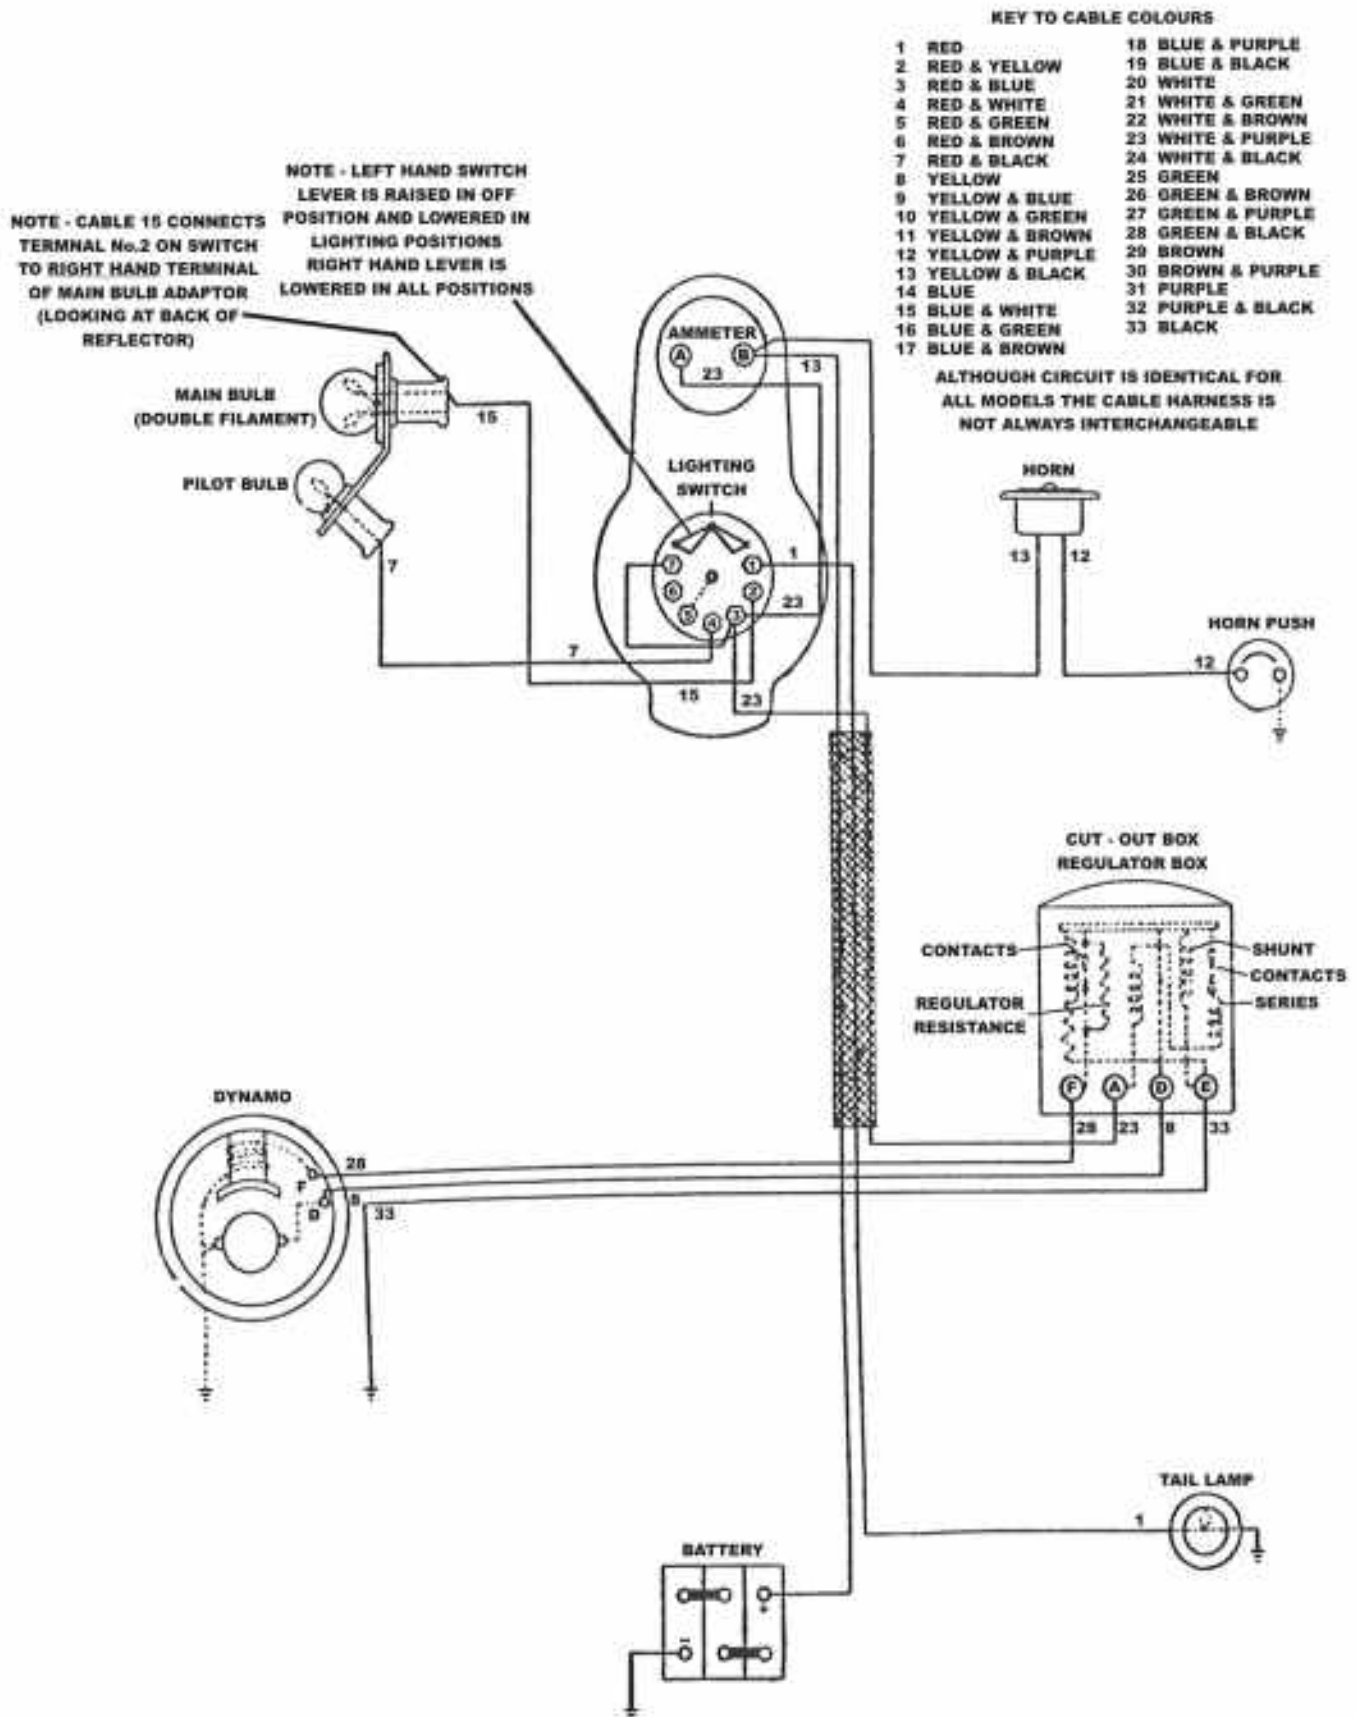 KEY TO CABLE COLOURS
1 RED
2 RED & YELLOW
3 RED & BLUE
4 RED & WHITE
5 RED & GREEN
6 RED & BROWN
7 RED & BLACK
8 YELLOW
9 YELLOW & BLUE
10 YELLOW & GREEN
11 YELLOW & BROWN
12 YELLOW & PURPLE
13 YELLOW & BLACK
14 BLUE
15 BLUE & WHITE
16 BLUE & GREEN
17 BLUE & BROWN
18 BLUE & PURPLE
19 BLUE & BLACK
20 WHITE
21 WHITE & GREEN
22 WHITE & BROWN
23 WHITE & PURPLE
24 WHITE & BLACK
25 GREEN
26 GREEN & BROWN
27 GREEN & PURPLE
28 GREEN & BLACK
29 BROWN
30 BROWN & PURPLE
31 PURPLE
32 PURPLE & BLACK
33 BLACK
ALTHOUGH CIRCUIT IS IDENTICAL FOR
ALL MODELS THE CABLE HARNESS IS
NOT ALWAYS INTERCHANGEABLE
NOTE - LEFT HAND SWITCH
LEVER IS RAISED IN OFF
POSITION AND LOWERED IN
LIGHTING POSITIONS
RIGHT HAND LEVER IS
LOWERED IN ALL POSITIONS
NOTE - CABLE 15 CONNECTS
TERMNAL No.2 ON SWITCH
TO RIGHT HAND TERMINAL
OF MAIN BULB ADAPTOR
(LOOKING AT BACK OF
REFLECTOR)
AMMETER
A
B
23
13
MAIN BULB
(DOUBLE FILAMENT)
15
PILOT BULB
7
LIGHTING
SWITCH
1
7
1
6
2
5
4
3
23
7
15
23
HORN
13
12
HORN PUSH
12
CUT - OUT BOX
REGULATOR BOX
CONTACTS
SHUNT
CONTACTS
REGULATOR
RESISTANCE
SERIES
F
A
D
E
28
23
8
33
DYNAMO
28
F
D
8
33
TAIL LAMP
1
BATTERY
+
-